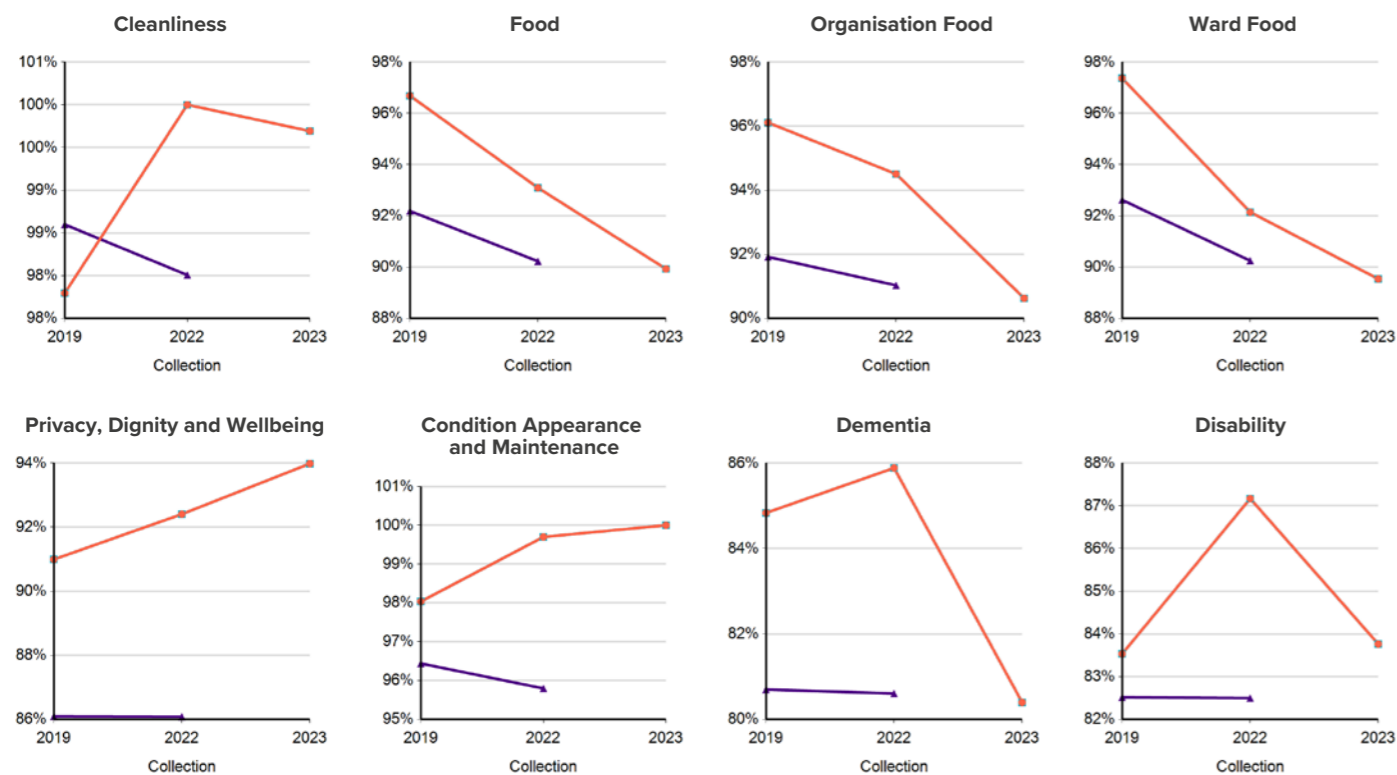 Cleanliness
101%
100%
100%
99%
99%
98%
98%
2019 2022 2023
Collection
Food
98%
96%
94%
92%
90%
88%
2019 2022 2023
Collection
Organisation Food
98%
96%
94%
92%
90%
2019 2022 2023
Collection
Ward Food
98%
96%
94%
92%
90%
88%
2019 2022 2023
Collection
Privacy, Dignity and Wellbeing
94%
92%
90%
88%
86%
2019 2022 2023
Collection
Condition Appearance
and Maintenance
101%
100%
99%
98%
97%
96%
95%
2019 2022 2023
Collection
Dementia
86%
84%
82%
80%
2019 2022 2023
Collection
Disability
88%
87%
86%
85%
84%
83%
82%
2019 2022 2023
Collection